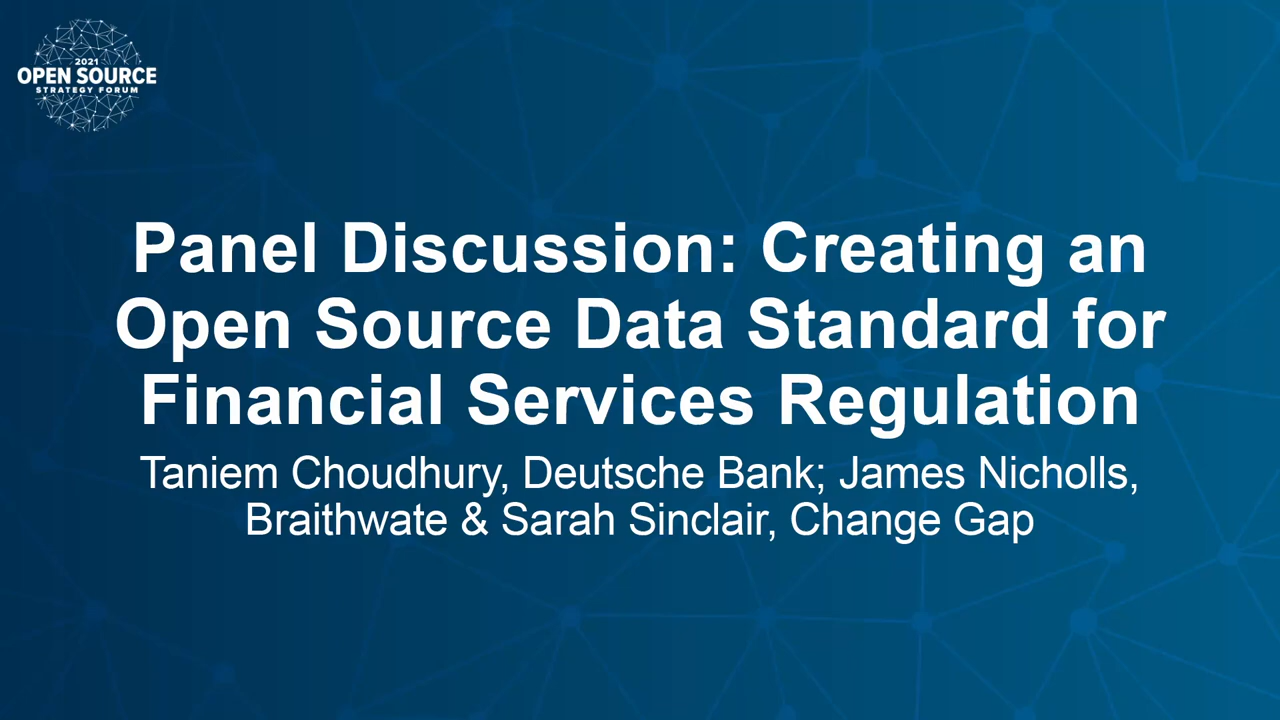 2021
OPEN SOURCE
STRATEGY FORUM
Panel Discussion: Creating an
Open Source Data Standard for
Financial Services Regulation
Taniem Choudhury, Deutsche Bank; James Nicholls,
Braithwate & Sarah Sinclair, Change Gap